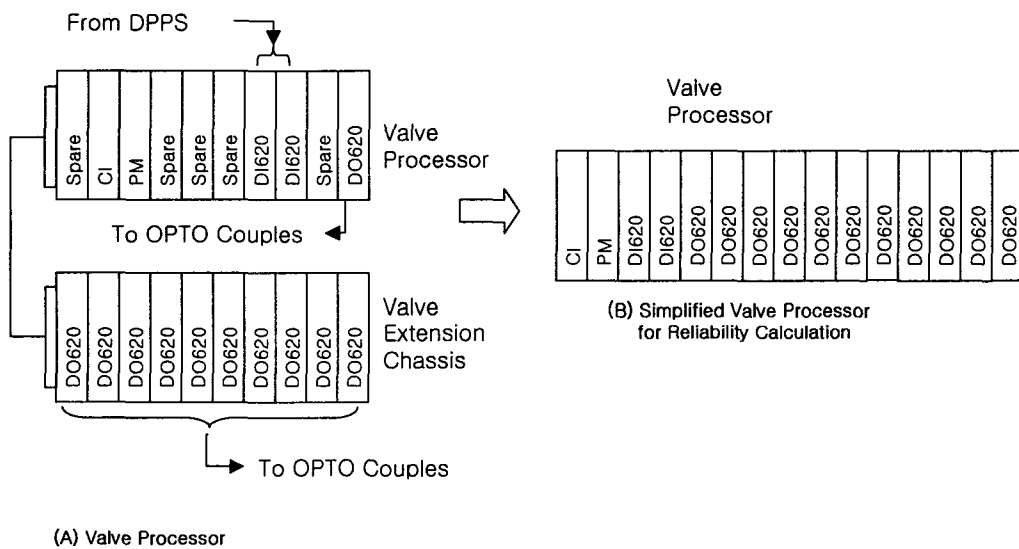 From DPPS
Spare
CI
PM
Spare
Spare
Spare
DI620
DI620
Spare
DO620
Valve
Processor
To OPTO Couples
DO620
DO620
DO620
DO620
DO620
DO620
DO620
DO620
DO620
DO620
Valve
Extension
Chassis
To OPTO Couples
(A) Valve Processor
Valve
Processor
CI
PM
DI620
DI620
DO620
DO620
DO620
DO620
DO620
DO620
DO620
DO620
DO620
DO620
DO620
(B) Simplified Valve Processor
for Reliability Calculation